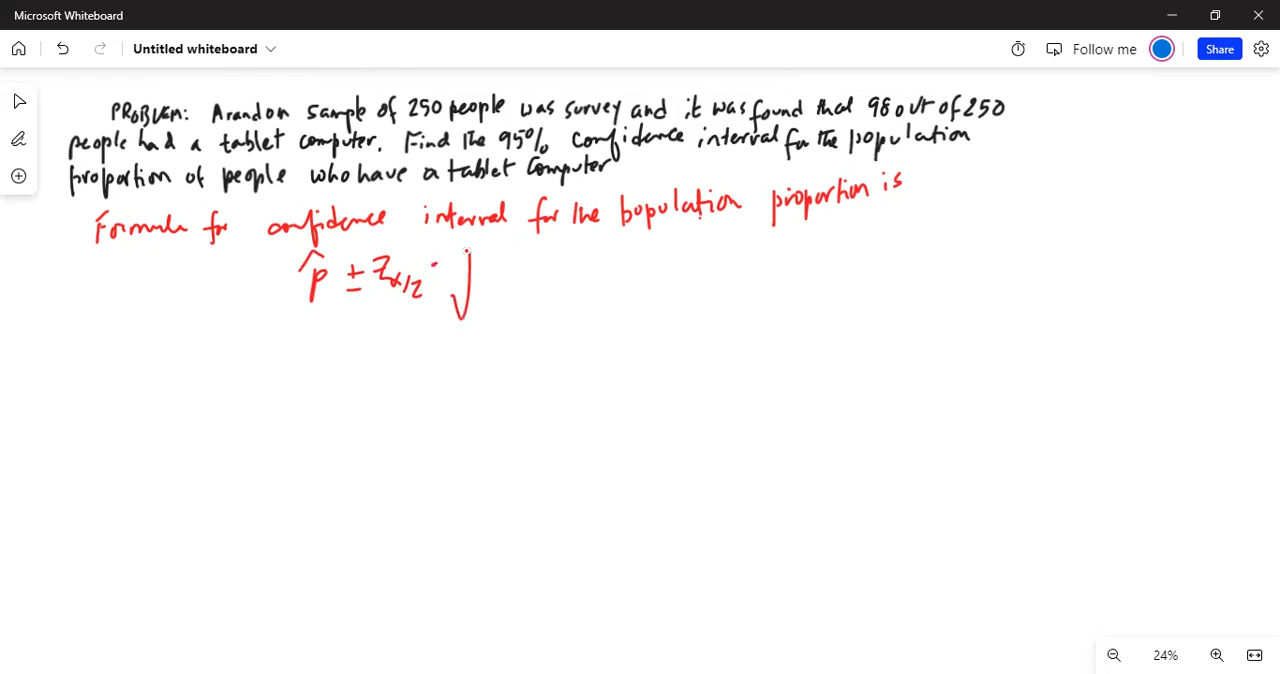 Microsoft Whiteboard
Untitled whiteboard
Follow me
Share
PROBLEM: A random sample of 250 people was survey and it was found that 98 out of 250
people had a tablet computer. Find the 95% confidence interval for the population
proportion of people who have a tablet computer
Formula for confidence interval for the population proportion is
p̂ ± Zα/2 · √
24%